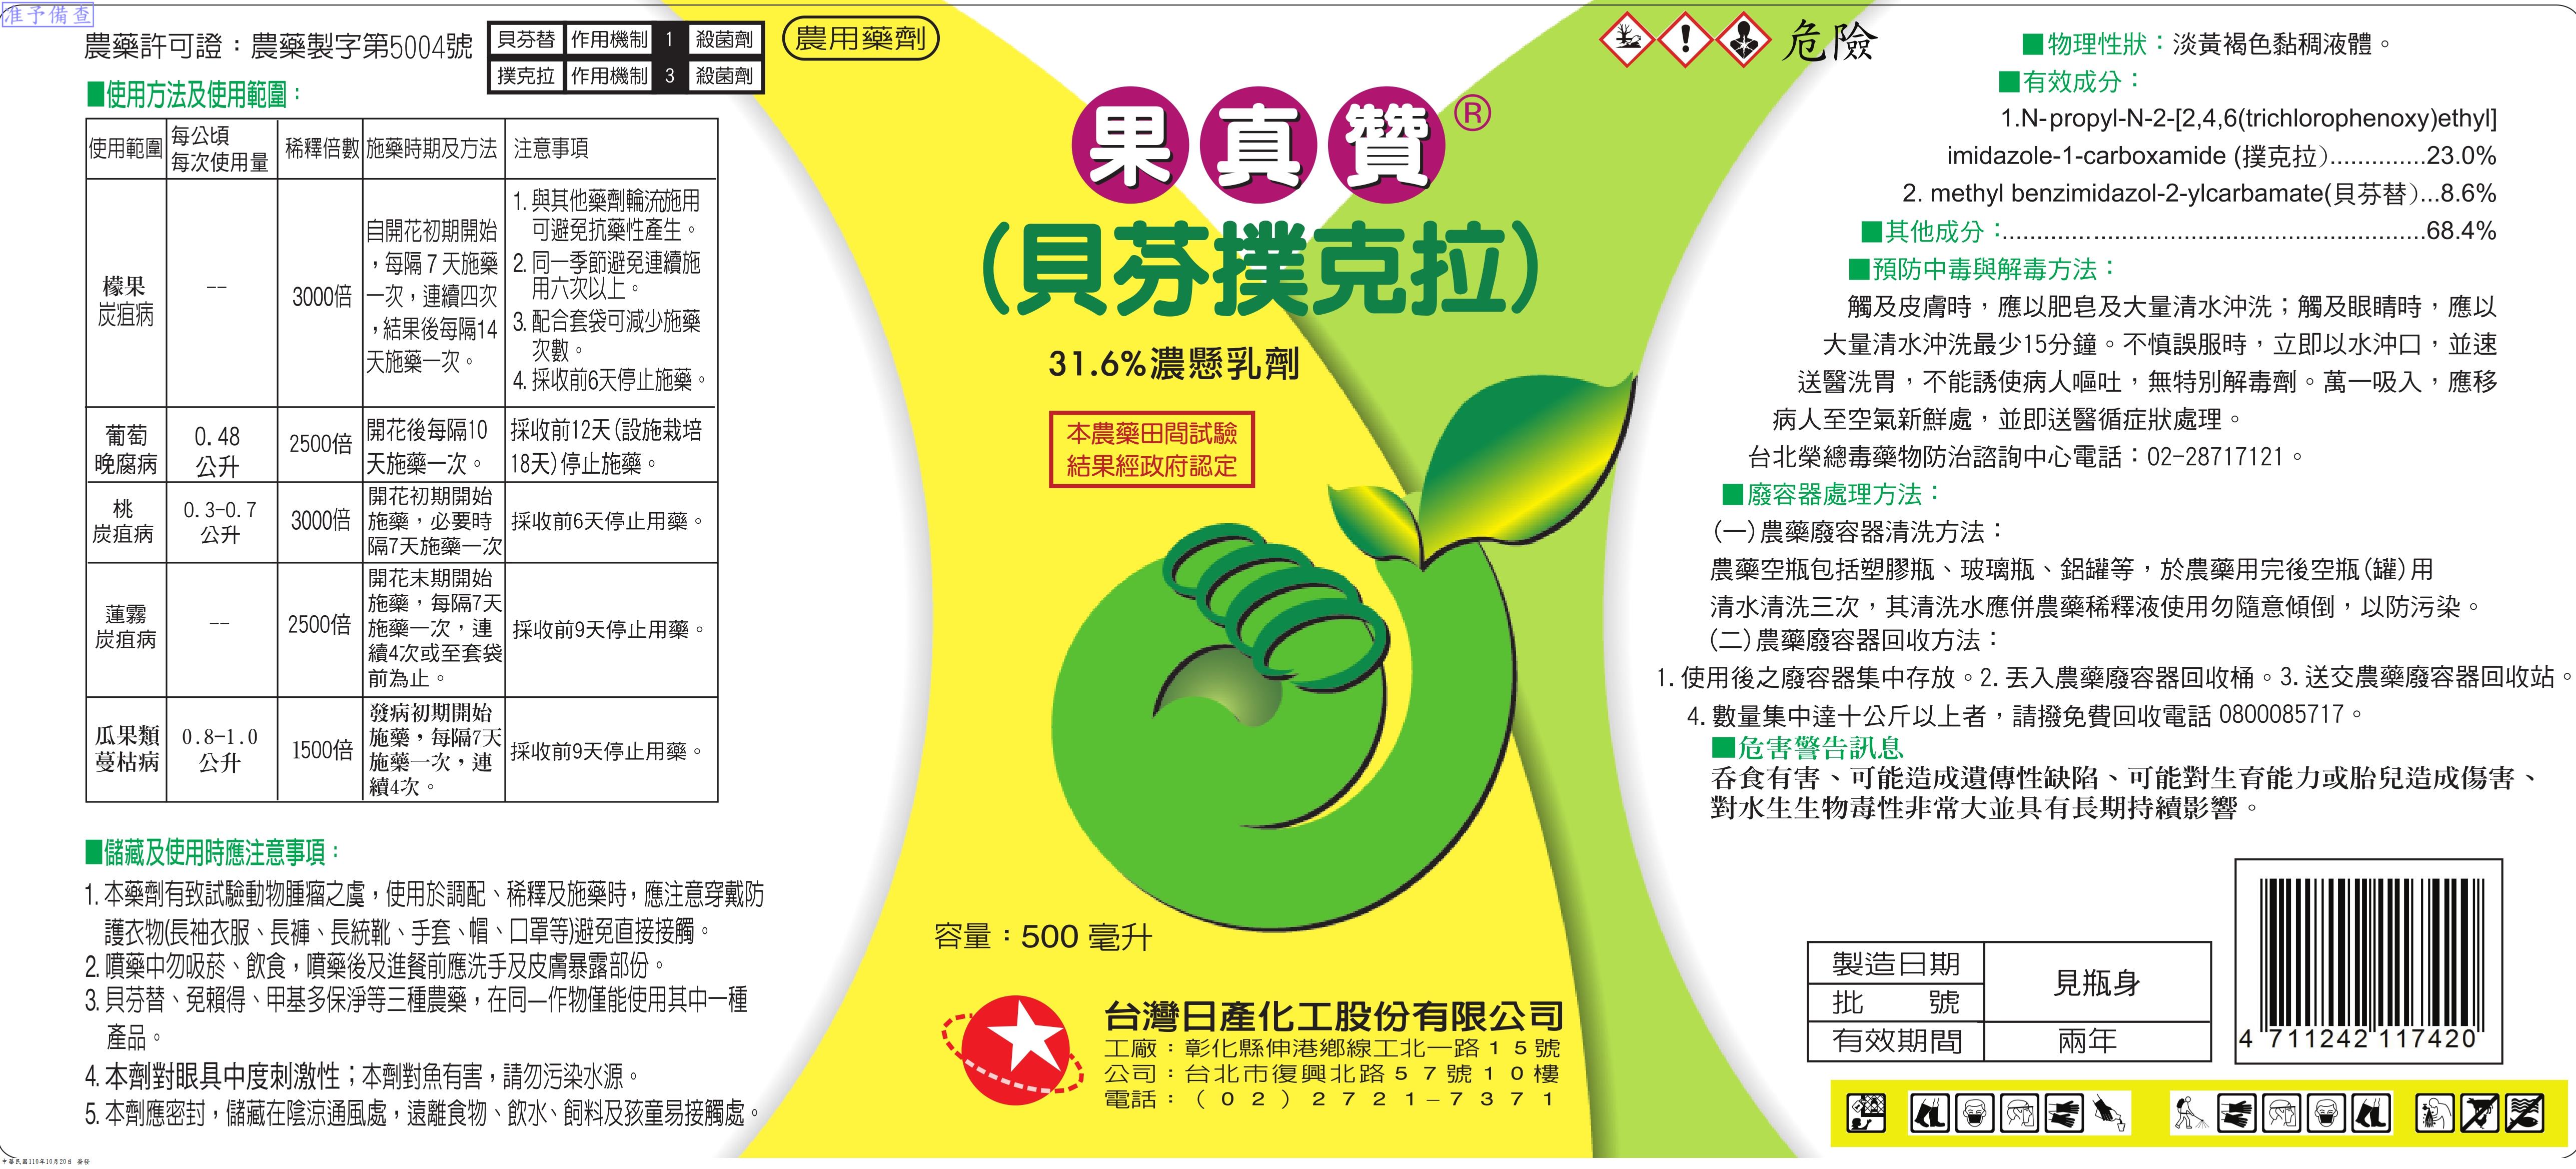 准予備查
農藥許可證：農藥製字第5004號
貝芬替 作用機制 1 殺菌劑
撲克拉 作用機制 3 殺菌劑
■使用方法及使用範圍：
使用範圍 每公頃每次使用量 稀釋倍數 施藥時期及方法 注意事項
檬果
炭疽病
--
3000倍
自開花初期開始
，每隔7天施藥
一次，連續四次
，結果後每隔14
天施藥一次。
1.與其他藥劑輪流施用
可避免抗藥性產生。
2.同一季節避免連續施
用六次以上。
3.配合套袋可減少施藥
次數。
4.採收前6天停止施藥。
葡萄
晚腐病
0.48
公升
2500倍
開花後每隔10
天施藥一次。
採收前12天(設施栽培
18天)停止施藥。
桃
炭疽病
0.3-0.7
公升
3000倍
開花初期開始
施藥，必要時
隔7天施藥一次
採收前6天停止用藥。
蓮霧
炭疽病
--
2500倍
開花末期開始
施藥，每隔7天
施藥一次，連
續4次或至套袋
前為止。
採收前9天停止用藥。
瓜果類
蔓枯病
0.8-1.0
公升
1500倍
發病初期開始
施藥，每隔7天
施藥一次，連
續4次。
採收前9天停止用藥。
■儲藏及使用時應注意事項：
1.本藥劑有致試驗動物腫瘤之虞，使用於調配、稀釋及施藥時，應注意穿戴防
護衣物(長袖衣服、長褲、長統靴、手套、帽、口罩等)避免直接接觸。
2.噴藥中勿吸菸、飲食，噴藥後及進餐前應洗手及皮膚暴露部份。
3.貝芬替、免賴得、甲基多保淨等三種農藥，在同一作物僅能使用其中一種
產品。
4.本劑對眼具中度刺激性；本劑對魚有害，請勿污染水源。
5.本劑應密封，儲藏在陰涼通風處，遠離食物、飲水、飼料及孩童易接觸處。
中華民國110年10月20日 簽發
農用藥劑
果真贊®
(貝芬撲克拉)
31.6%濃懸乳劑
本農藥田間試驗
結果經政府認定
容量：500 毫升
台灣日產化工股份有限公司
工廠：彰化縣伸港鄉線工北一路15號
公司：台北市復興北路57號10樓
電話：(02)2721-7371
危險
■物理性狀：淡黃褐色黏稠液體。
■有效成分：
1.N-propyl-N-2-[2,4,6(trichlorophenoxy)ethyl]
imidazole-1-carboxamide (撲克拉)..............23.0%
2. methyl benzimidazol-2-ylcarbamate(貝芬替)...8.6%
■其他成分：.............................................................68.4%
■預防中毒與解毒方法：
觸及皮膚時，應以肥皂及大量清水沖洗；觸及眼睛時，應以
大量清水沖洗最少15分鐘。不慎誤服時，立即以水沖口，並速
送醫洗胃，不能誘使病人嘔吐，無特別解毒劑。萬一吸入，應移
病人至空氣新鮮處，並即送醫循症狀處理。
台北榮總毒藥物防治諮詢中心電話：02-28717121。
■廢容器處理方法：
(一)農藥廢容器清洗方法：
農藥空瓶包括塑膠瓶、玻璃瓶、鋁罐等，於農藥用完後空瓶(罐)用
清水清洗三次，其清洗水應併農藥稀釋液使用勿隨意傾倒，以防污染。
(二)農藥廢容器回收方法：
1.使用後之廢容器集中存放。2.丟入農藥廢容器回收桶。3.送交農藥廢容器回收站。
4.數量集中達十公斤以上者，請撥免費回收電話 0800085717。
■危害警告訊息
吞食有害、可能造成遺傳性缺陷、可能對生育能力或胎兒造成傷害、
對水生生物毒性非常大並具有長期持續影響。
製造日期
批 號
見瓶身
有效期間 兩年
4 711242 117420